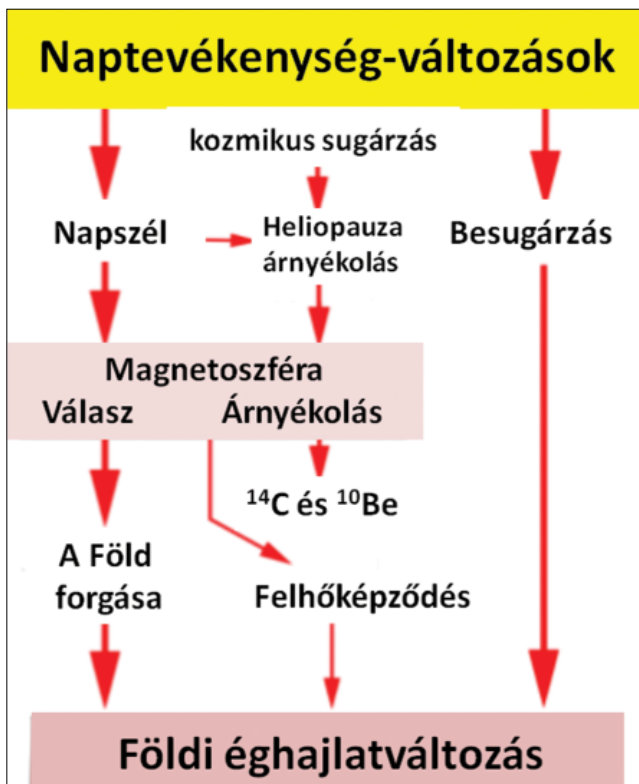 Naptevékenység-változások
kozmikus sugárzás
Napszél
Heliopauza
árnyékolás
Besugárzás
Magnetoszféra
Válasz
Árnyékolás
¹⁴C és ¹⁰Be
A Föld
forgása
Felhőképződés
Földi éghajlatváltozás